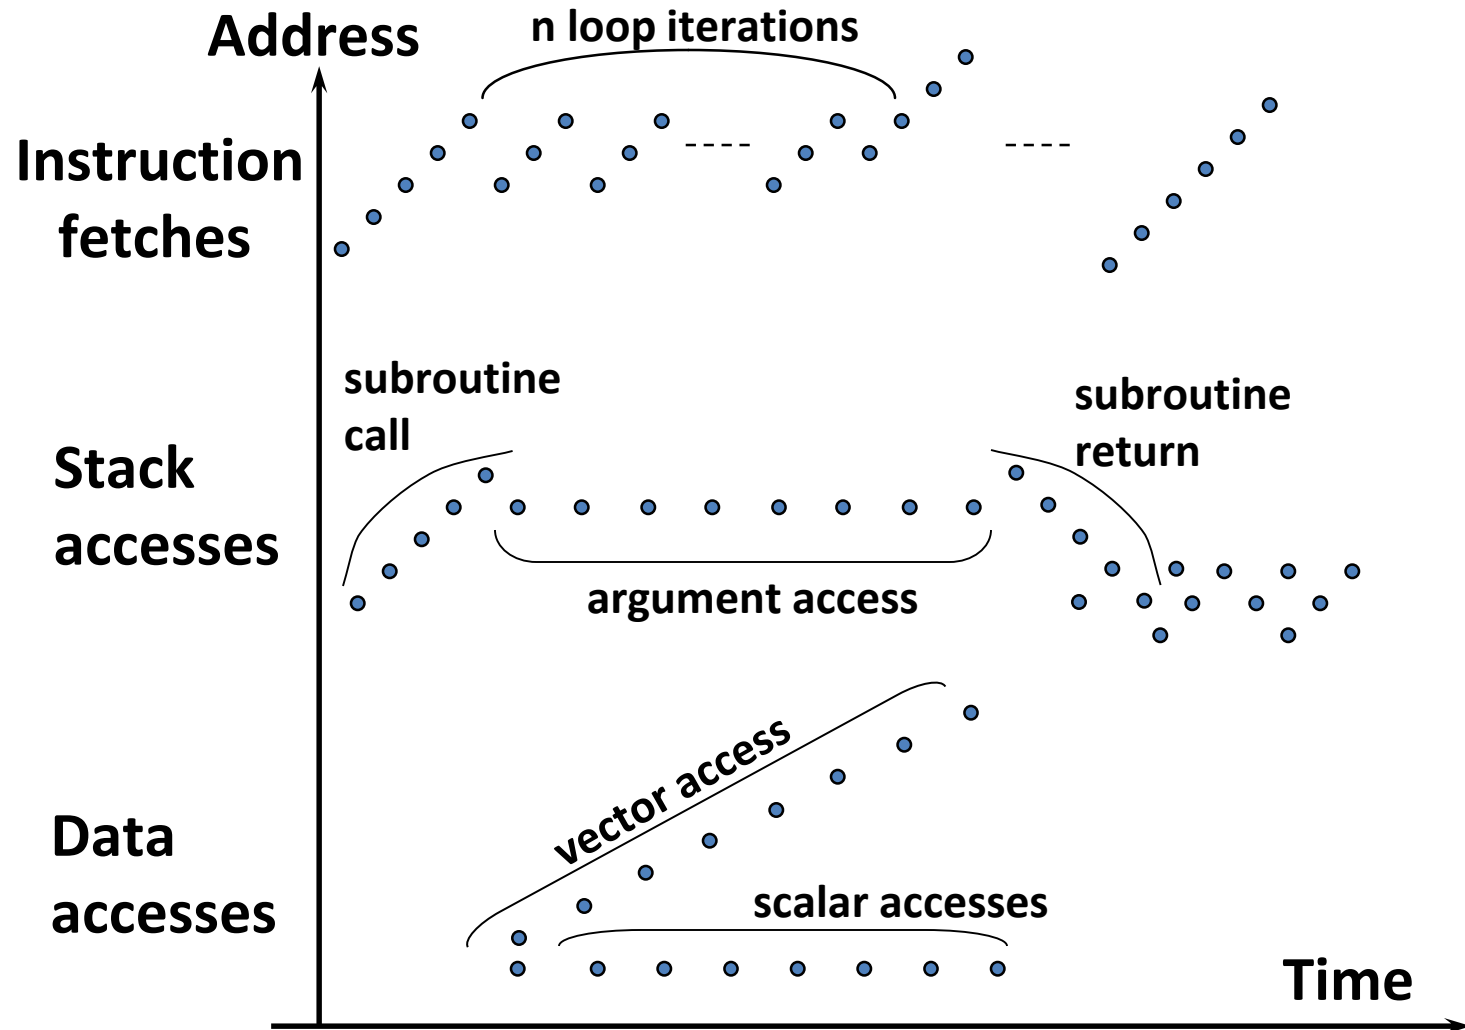 Address
n loop iterations
Instruction
fetches
subroutine
call
subroutine
return
Stack
accesses
argument access
vector access
Data
accesses
scalar accesses
Time